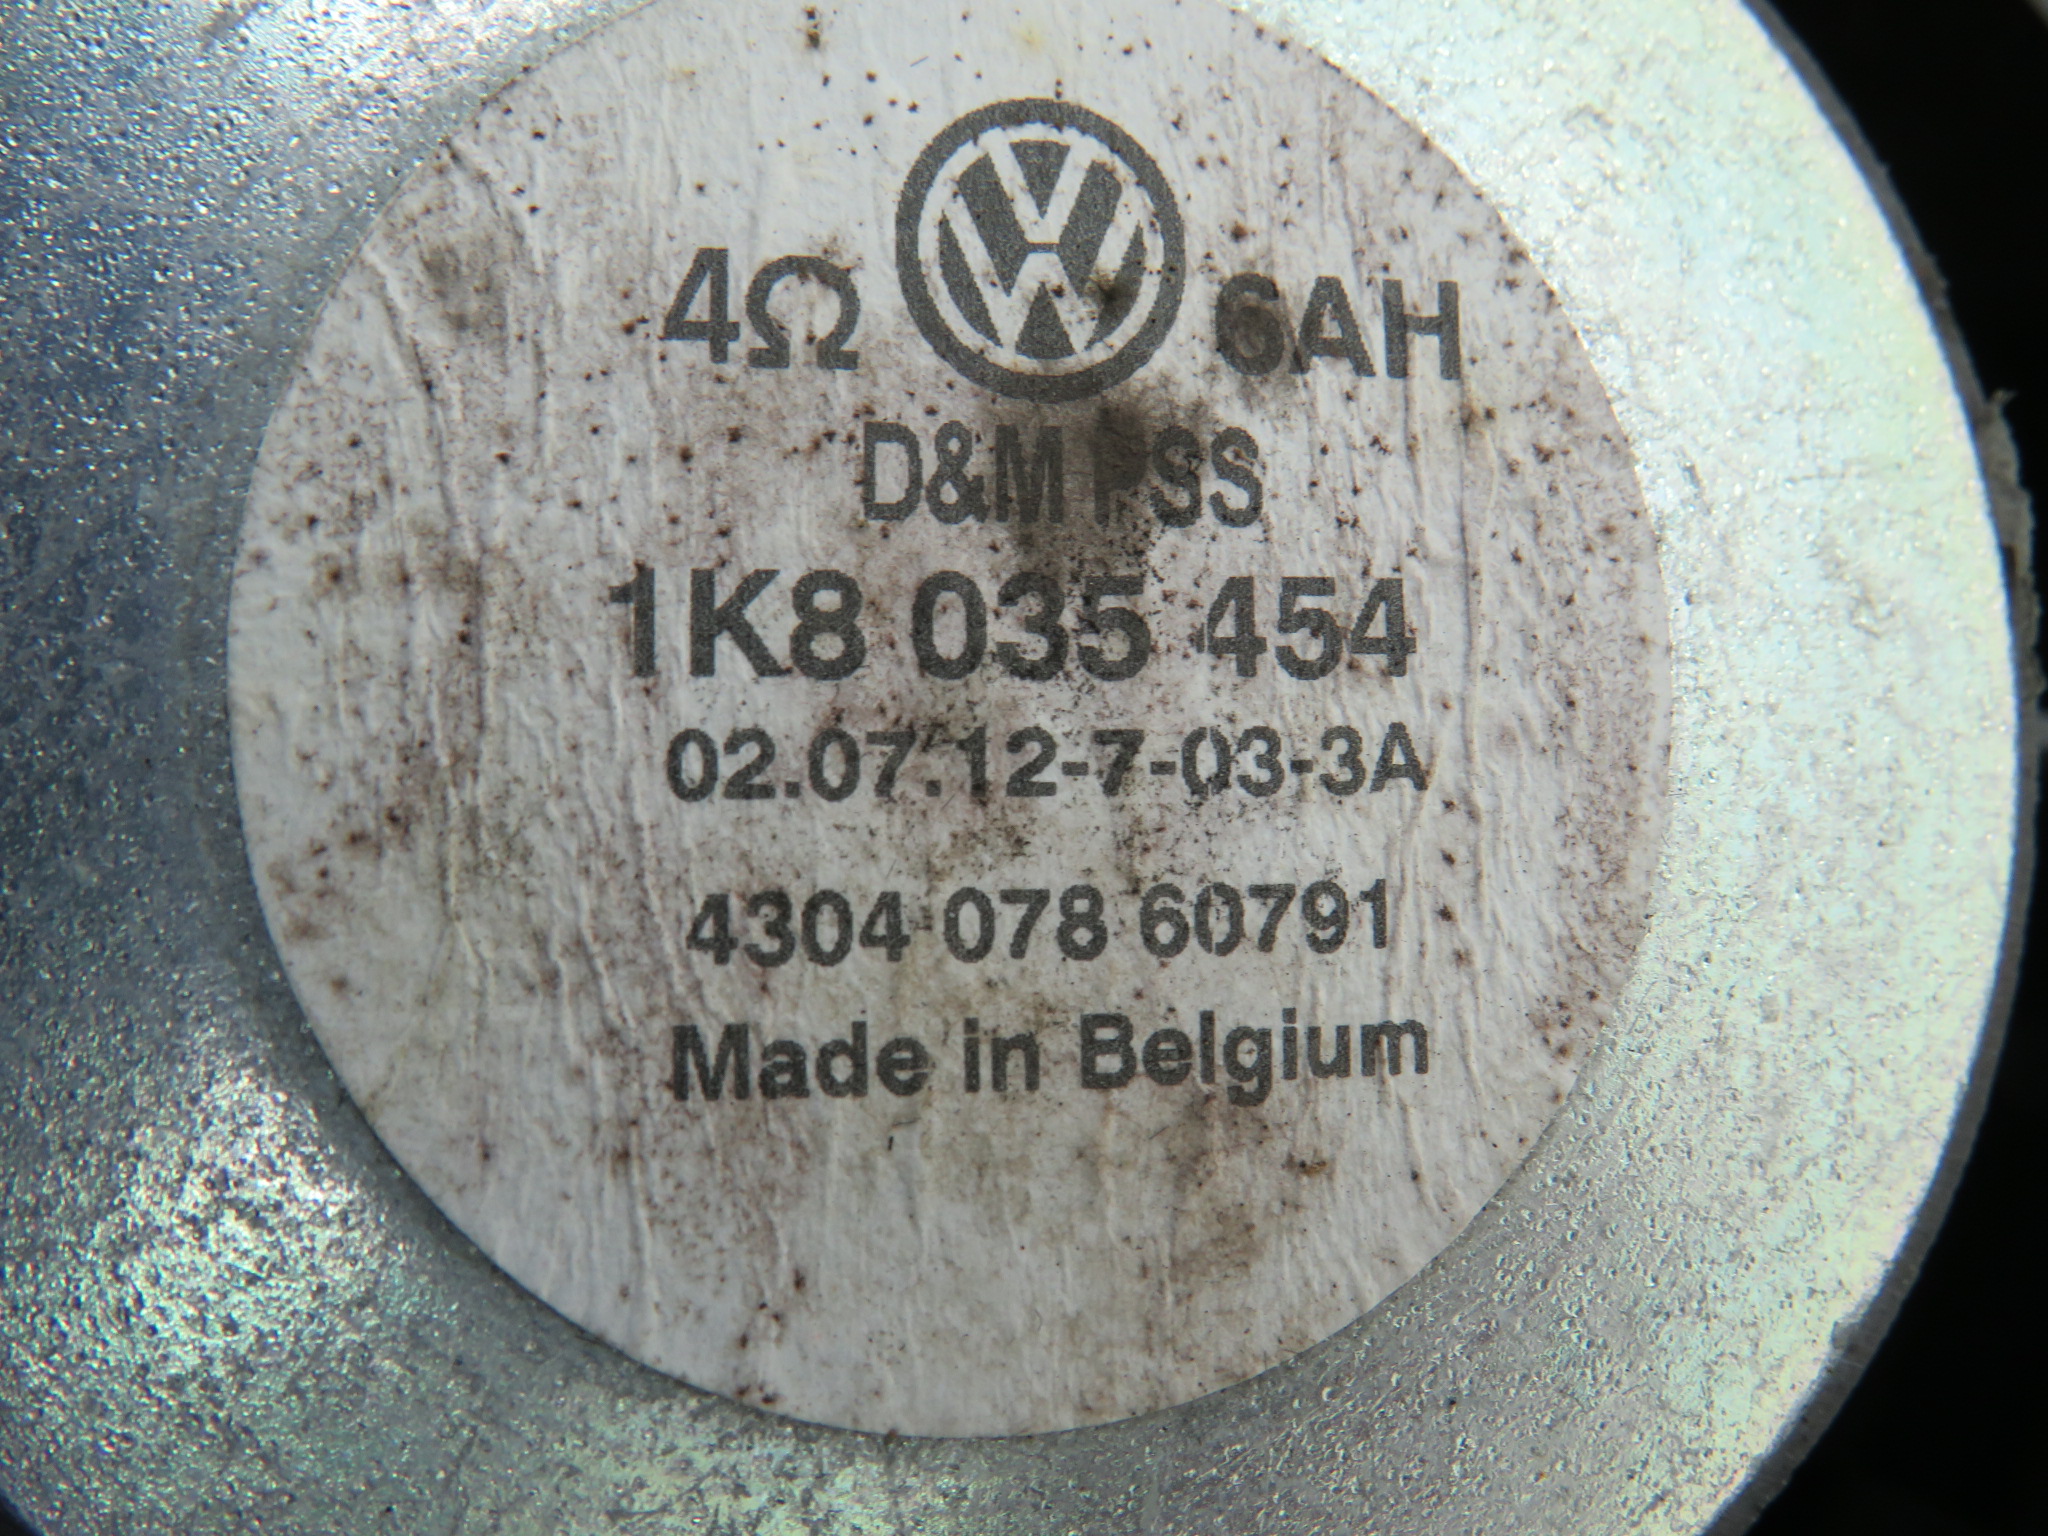 4Ω 6AH
D&M PSS
1K8 035 454
02.07.12-7-03-3A
4304 078 60791
Made in Belgium